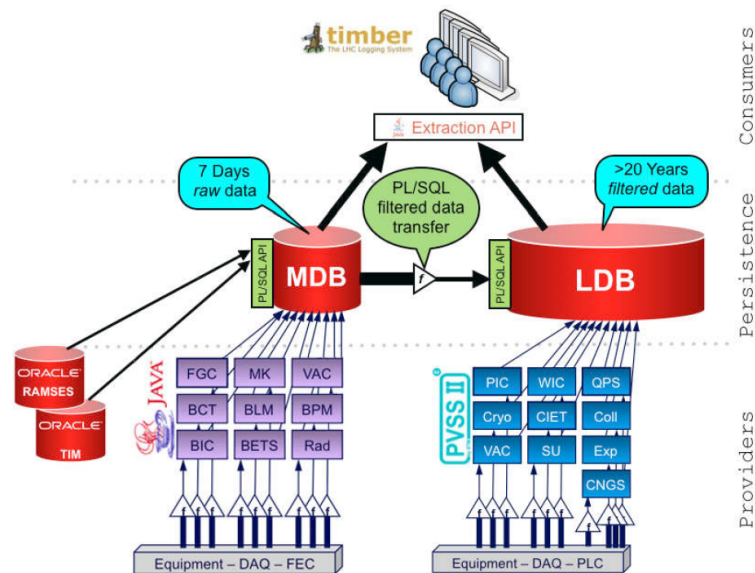 timber
The LHC Logging System
Consumers
Java
Extraction API
7 Days
raw data
PL/SQL
filtered data
transfer
>20 Years
filtered data
Persistence
PL/SQL API
MDB
f
PL/SQL API
LDB
ORACLE
RAMSES
ORACLE
TIM
JAVA
FGC MK VAC
BCT BLM BPM
BIC BETS Rad
PVSS II
PIC WIC QPS
Cryo CIET Coll
VAC SU Exp
CNGS
Providers
f f f f f f f f f
f f f f f f f f f f
Equipment – DAQ – FEC
Equipment – DAQ – PLC